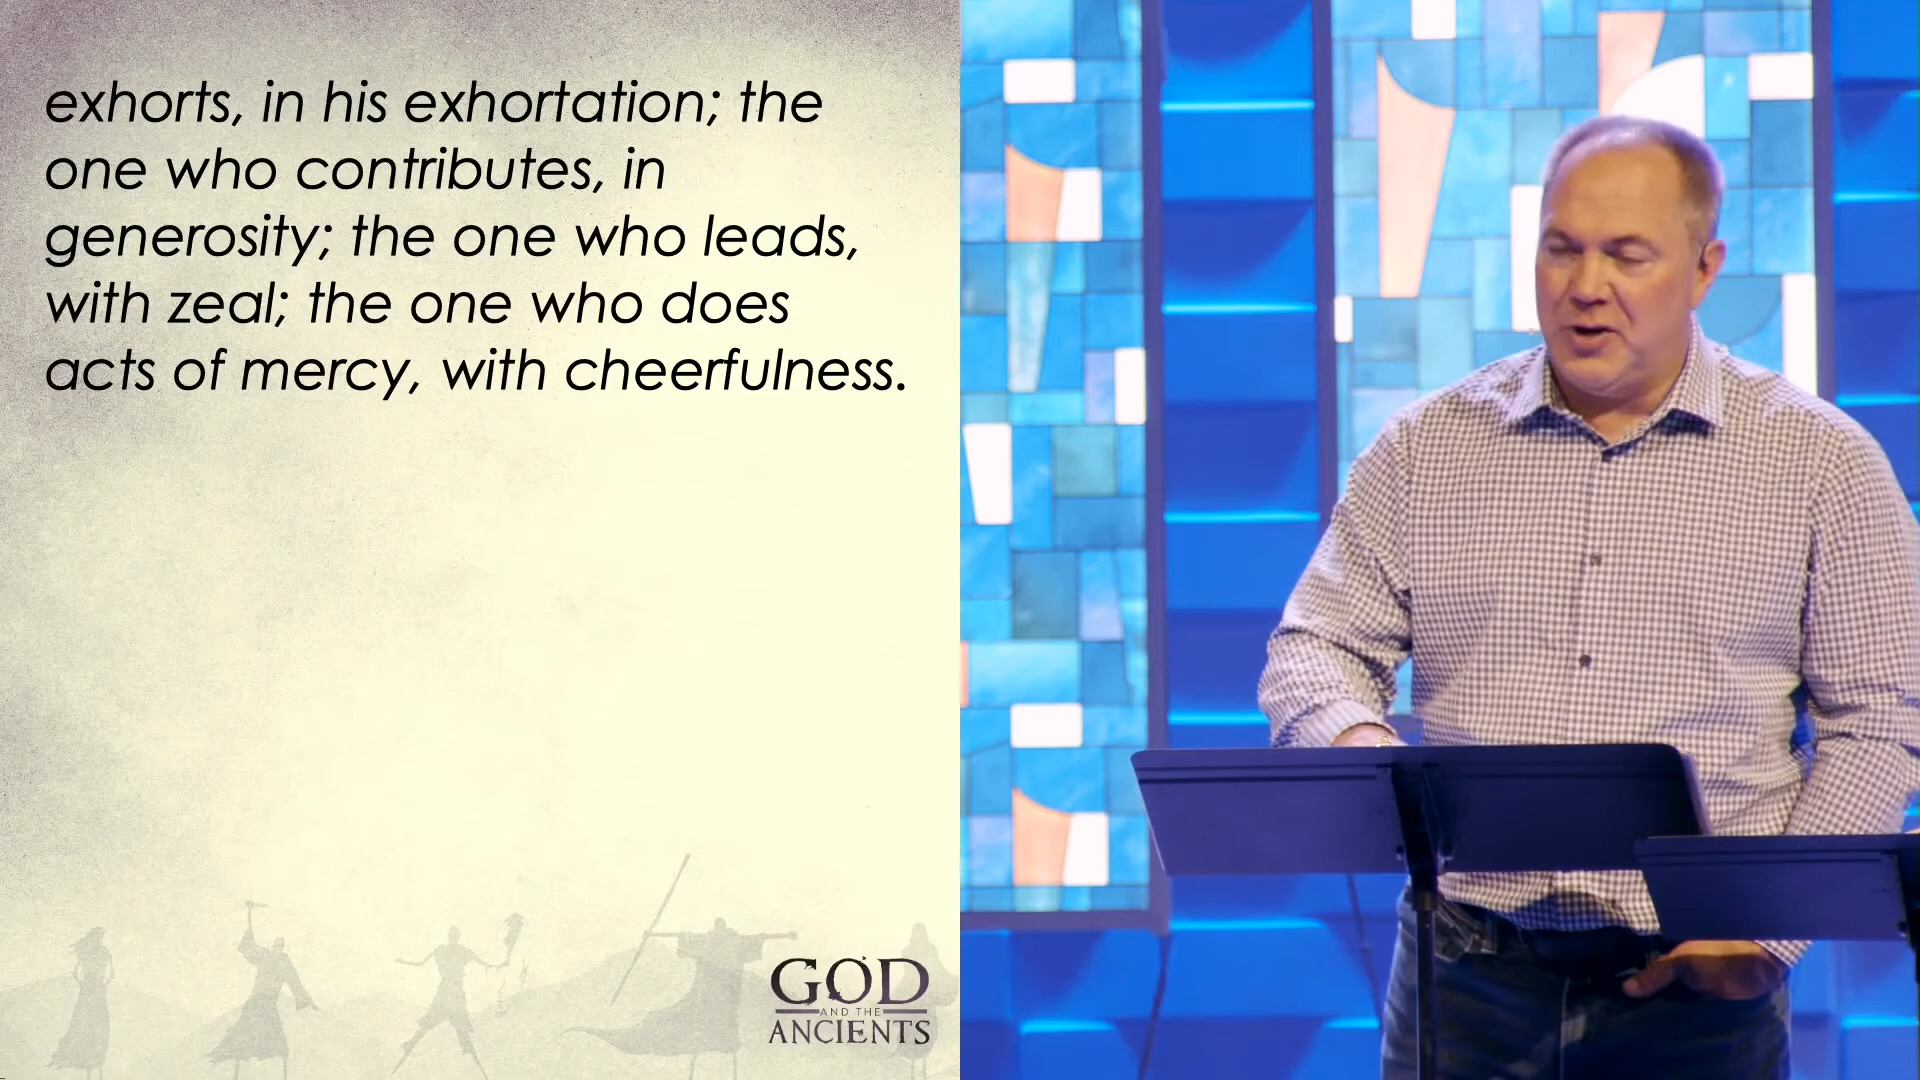 exhorts, in his exhortation; the
one who contributes, in
generosity; the one who leads,
with zeal; the one who does
acts of mercy, with cheerfulness.
GOD
AND THE
ANCIENTS